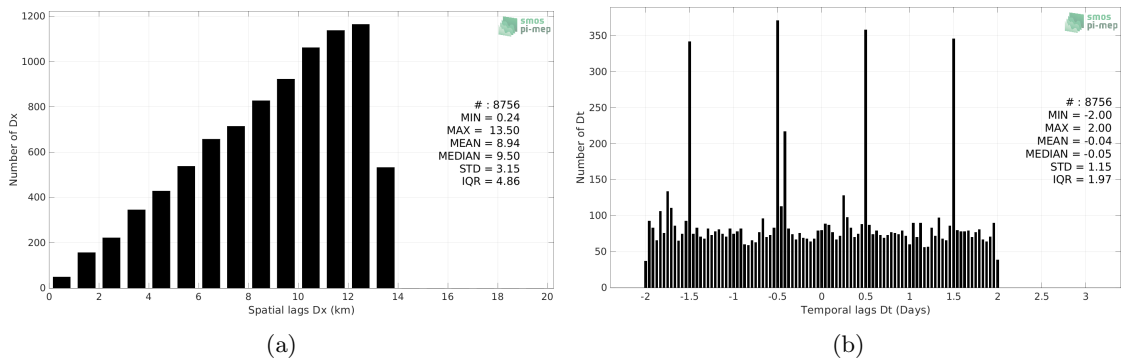 smos
pi-mep
1200
1000
800
600
400
200
0
Number of Dx
# : 8756
MIN = 0.24
MAX = 13.50
MEAN = 8.94
MEDIAN = 9.50
STD = 3.15
IQR = 4.86
0 2 4 6 8 10 12 14 16 18 20
Spatial lags Dx (km)
(a)
smos
pi-mep
350
300
250
200
150
100
50
0
Number of Dt
# : 8756
MIN = -2.00
MAX = 2.00
MEAN = -0.04
MEDIAN = -0.05
STD = 1.15
IQR = 1.97
-2 -1.5 -1 -0.5 0 0.5 1 1.5 2 2.5 3
Temporal lags Dt (Days)
(b)